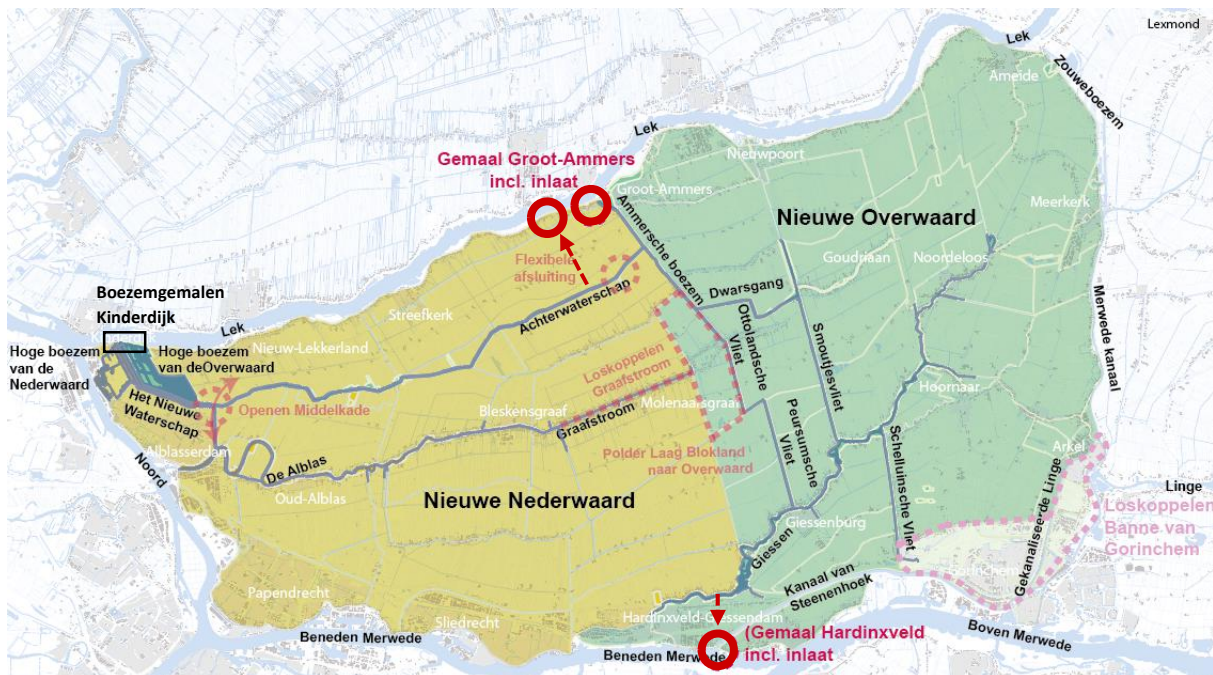 Lexmond
Lek
Ameide
Zouweboezem
Lek
Gemaal Groot-Ammers
incl. inlaat
Nieuwpoort
Groot-Ammers
Ammersche boezem
Nieuwe Overwaard
Meerkerk
Goudriaan
Noordeloos
Flexibele
afsluiting
Achterwaterschap
Dwarsgang
Ottolandsche
Vliet
Smoutjesvliet
Merwede kanaal
Boezemgemalen
Kinderdijk
Lek
Streefkerk
Hoge boezem
van de
Nederwaard
Hoge boezem
van deOverwaard
Nieuw-Lekkerland
Het Nieuwe
Waterschap
Openen Middelkade
Loskoppelen
Graafstroom
Bleskensgraaf
Graafstroom
Molenaarsgraaf
Hoornaar
Peursumsche
Vliet
Schelluinsche Vliet
Alblasserdam
De Alblas
Polder Laag Blokland
naar Overwaard
Arkel
Noord
Oud-Alblas
Nieuwe Nederwaard
Linge
Gekanaliseerde Linge
Loskoppelen
Banne van
Gorinchem
Giessenburg
Giessen
Gorinchem
Kanaal van
Steenenhoek
Papendrecht
Sliedrecht
Hardinxveld-Giessendam
Beneden Merwede
Beneden Merwede
(Gemaal Hardinxveld
incl. inlaat
Boven Merwede